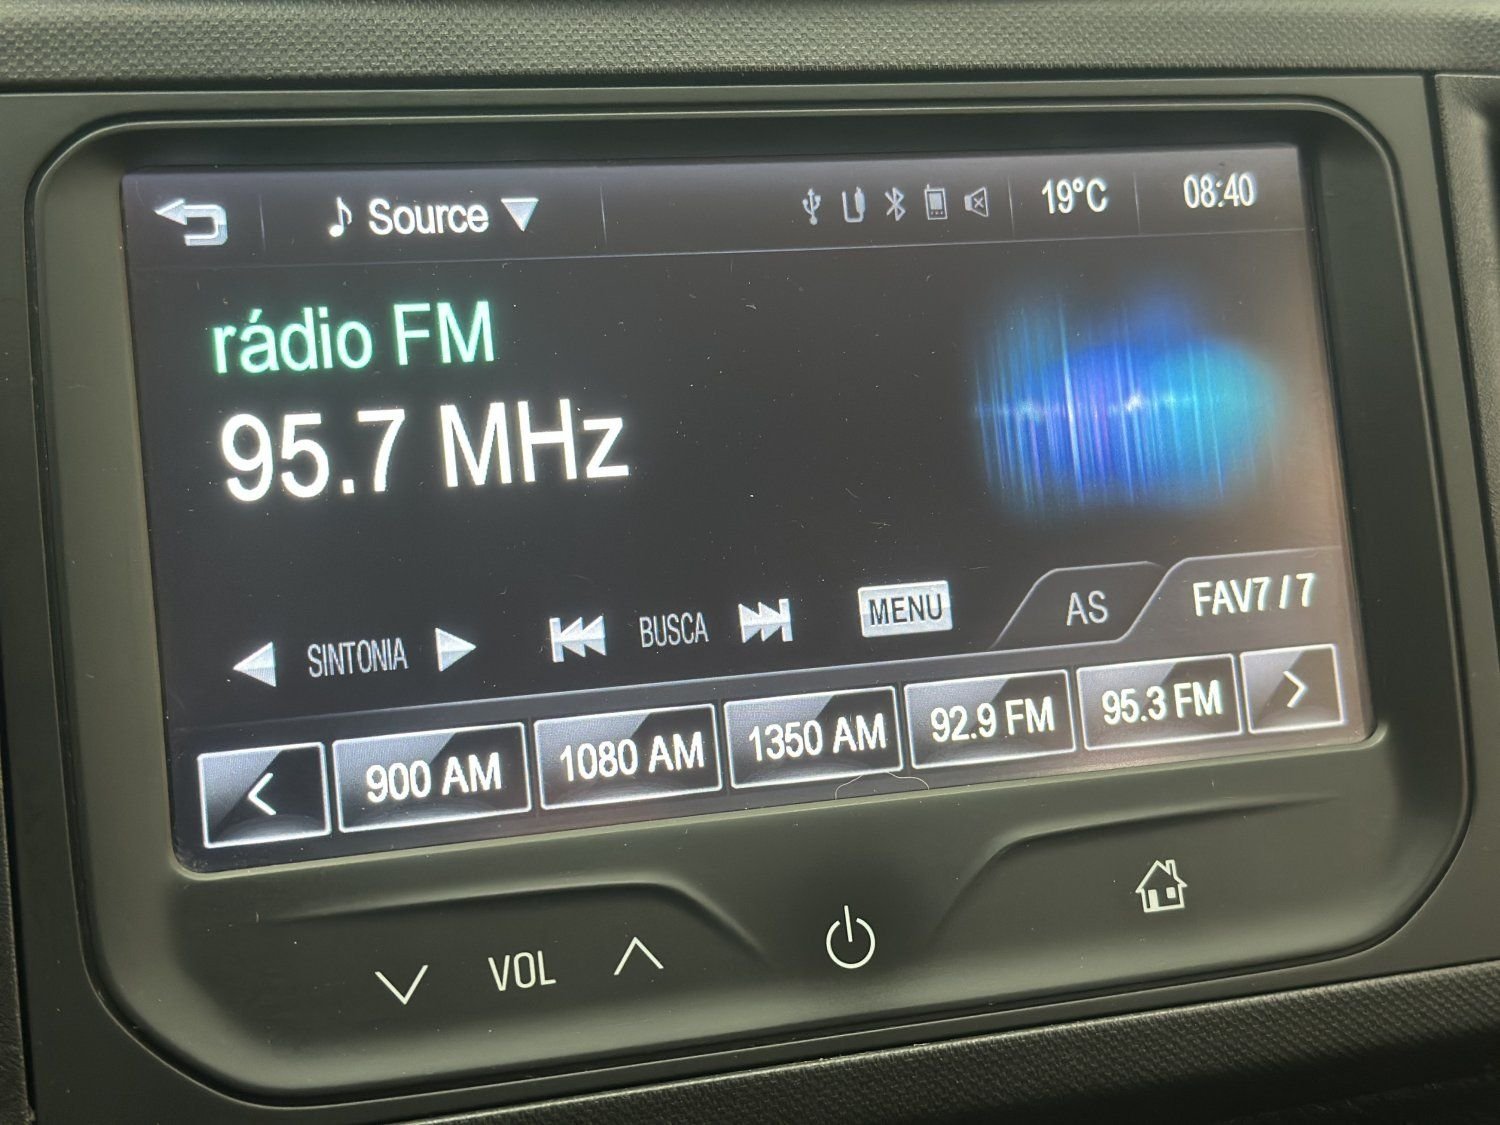 Source 19°C 08:40
rádio FM
95.7 MHz
SINTONIA BUSCA MENU AS FAV7 / 7
< 900 AM 1080 AM 1350 AM 92.9 FM 95.3 FM >
VOL